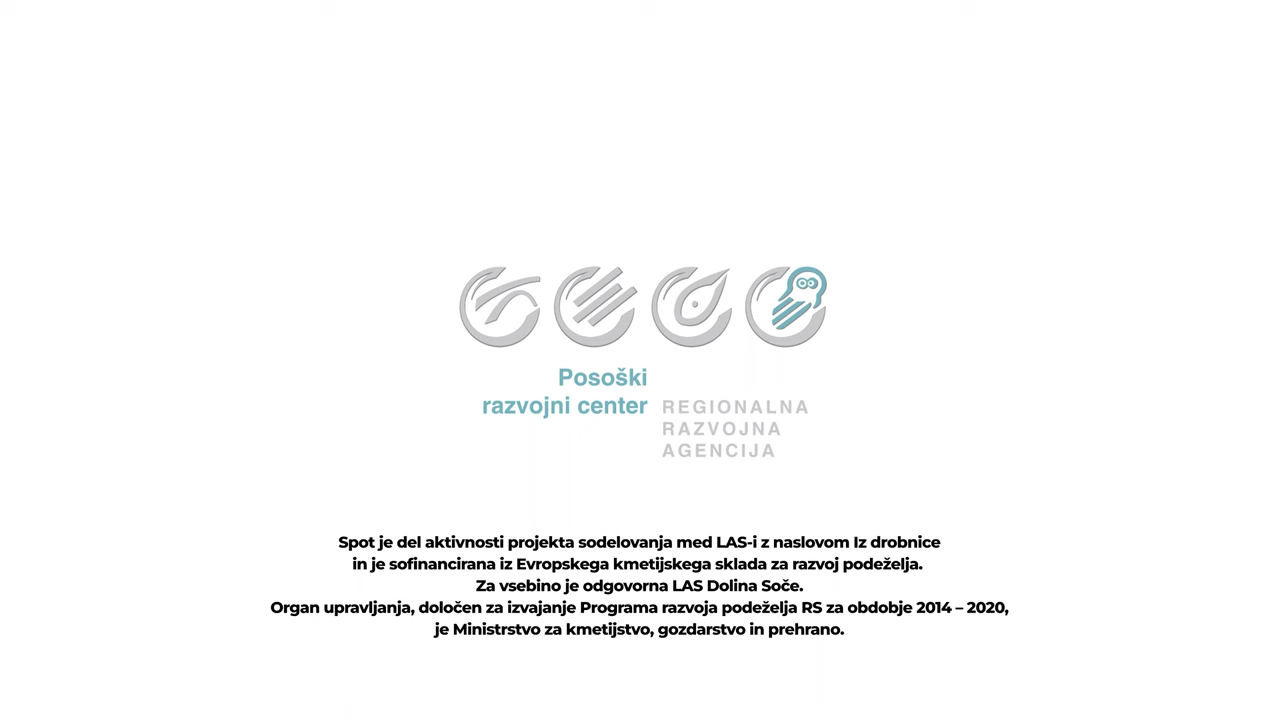 Pososki
razvojni center
REGIONALNA
RAZVOJNA
AGENCIJA
Spot je del aktivnosti projekta sodelovanja med LAS-i z naslovom Iz drobnice
in je sofinancirana iz Evropskega kmetijskega sklada za razvoj podeželja.
Za vsebino je odgovorna LAS Dolina Soče.
Organ upravljanja, določen za izvajanje Programa razvoja podeželja RS za obdobje 2014 – 2020,
je Ministrstvo za kmetijstvo, gozdarstvo in prehrano.